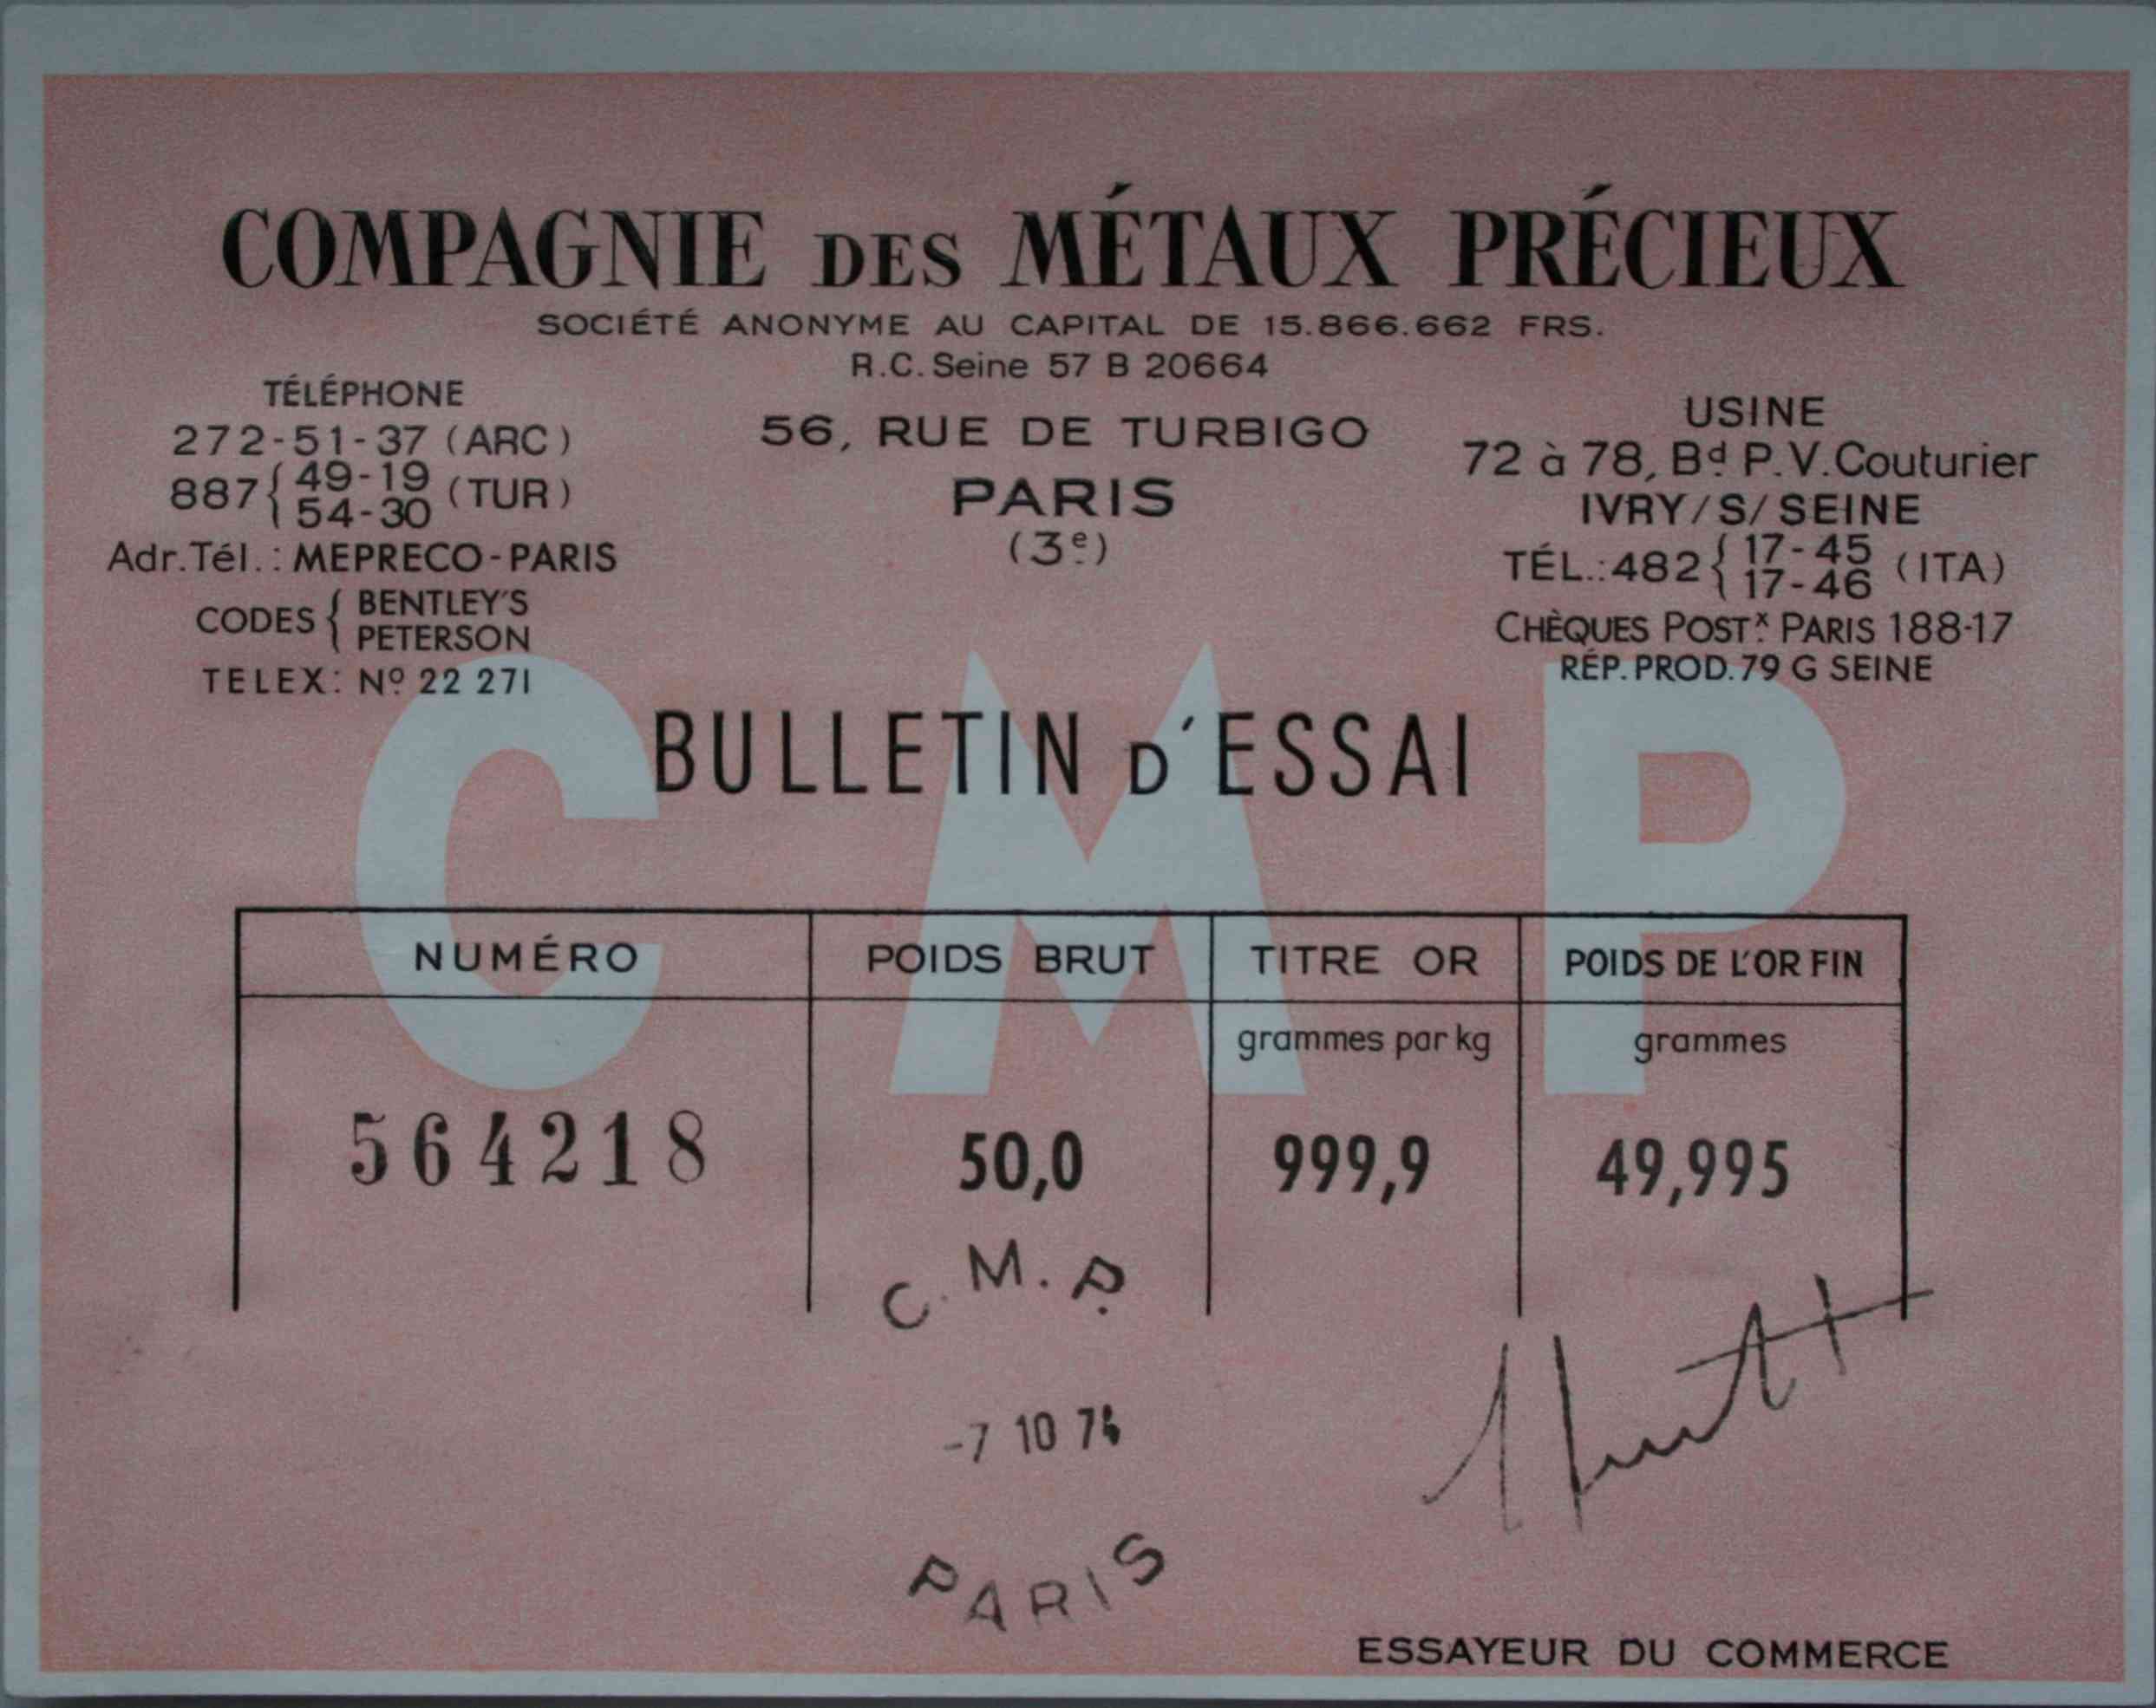 COMPAGNIE DES MÉTAUX PRÉCIEUX
SOCIÉTÉ ANONYME AU CAPITAL DE 15.866.662 FRS.
R.C. Seine 57 B 20664
TÉLÉPHONE
272-51-37 (ARC)
887 { 49-19 (TUR)
54-30
Adr. Tél. : MEPRECO-PARIS
CODES { BENTLEY'S
PETERSON
TELEX: Nº 22 271
56, RUE DE TURBIGO
PARIS
(3e)
USINE
72 à 78, Bd P.V. Couturier
IVRY/S/SEINE
TÉL.: 482 { 17-45 (ITA)
17-46
CHÈQUES POSTx PARIS 188-17
RÉP. PROD. 79 G SEINE
CMP
BULLETIN D'ESSAI
NUMÉRO POIDS BRUT TITRE OR POIDS DE L'OR FIN
grammes par kg grammes
564218 50,0 999,9 49,995
C.M.P.
-7 10
PARIS
ESSAYEUR DU COMMERCE